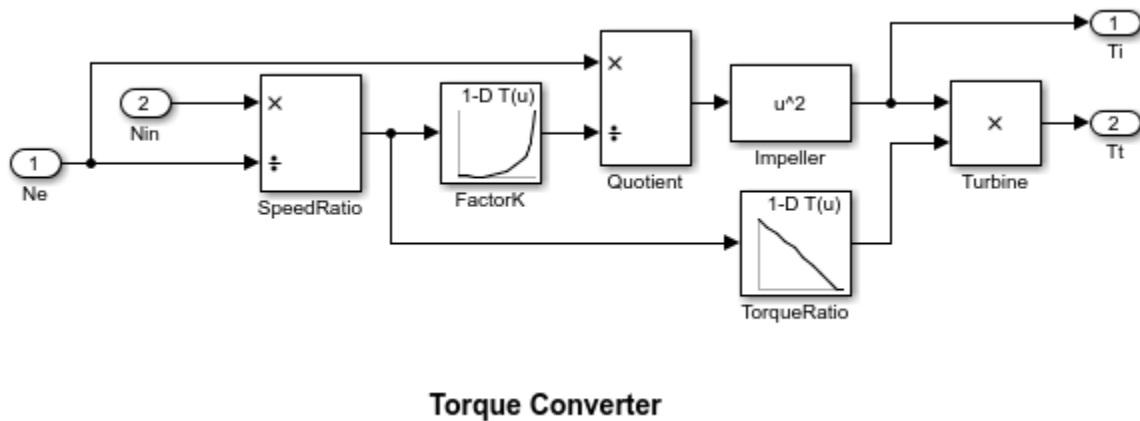 1
Ti
1-D T(u)
×
×
2
Nin
×
÷
u^2
×
2
Tt
÷
Impeller
1
Ne
SpeedRatio
FactorK
Quotient
Turbine
1-D T(u)
TorqueRatio
Torque Converter